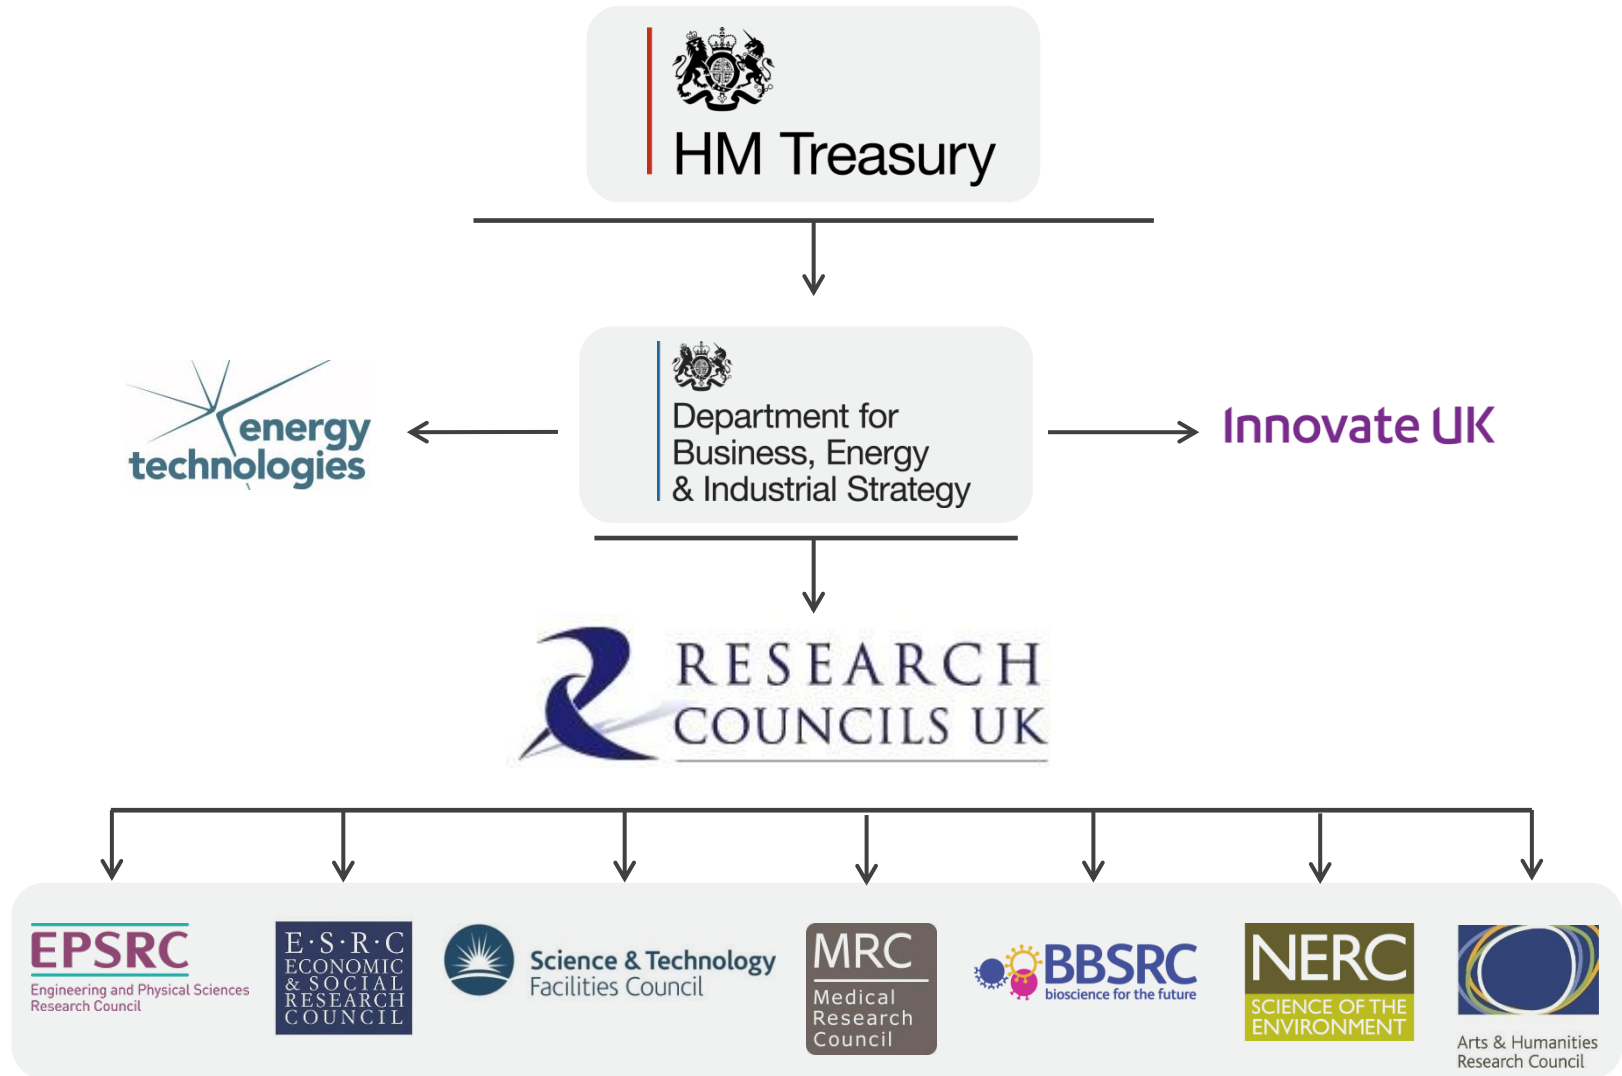 HM Treasury
energy
technologies
Department for
Business, Energy
& Industrial Strategy
Innovate UK
RESEARCH
COUNCILS UK
EPSRC
Engineering and Physical Sciences
Research Council
E·S·R·C
ECONOMIC
& SOCIAL
RESEARCH
COUNCIL
Science & Technology
Facilities Council
MRC
Medical
Research
Council
BBSRC
bioscience for the future
NERC
SCIENCE OF THE
ENVIRONMENT
Arts & Humanities
Research Council